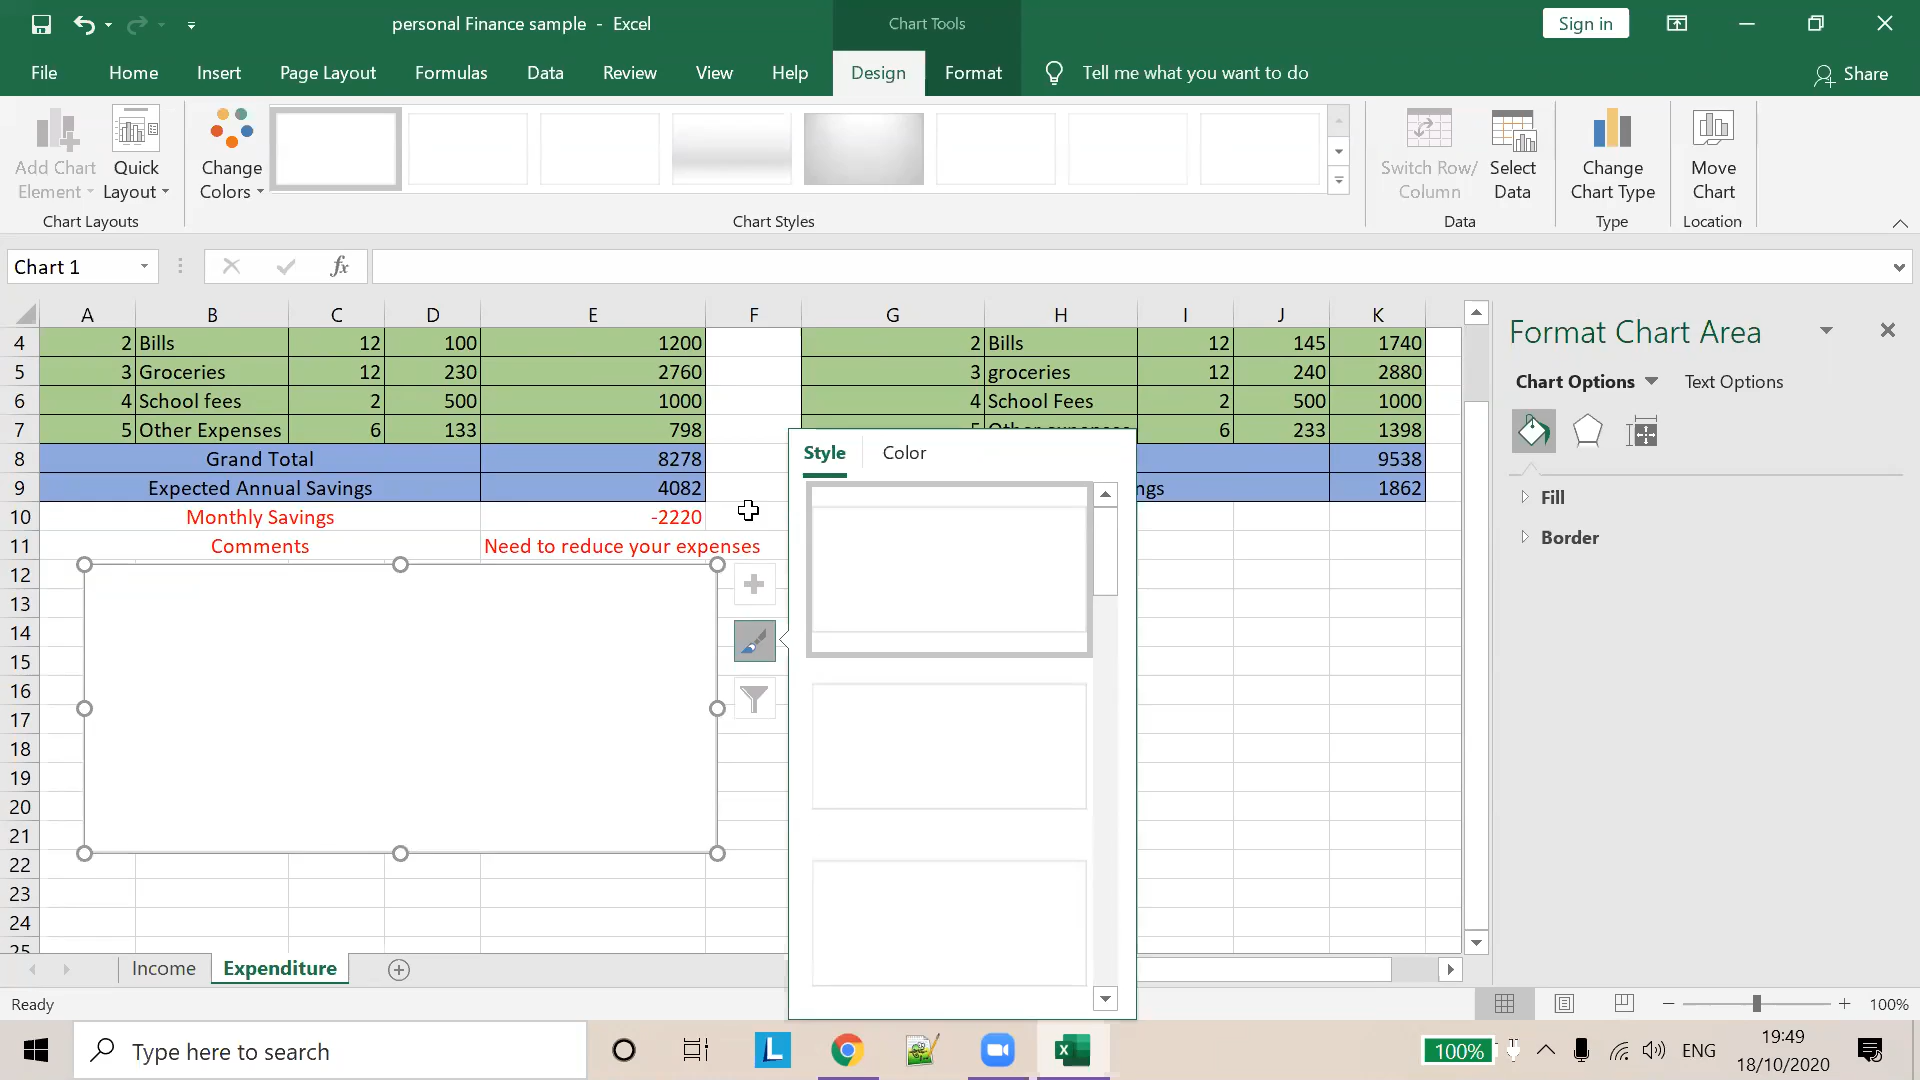 personal Finance sample - Excel
Chart Tools
Sign in
File
Home
Insert
Page Layout
Formulas
Data
Review
View
Help
Design
Format
Tell me what you want to do
Share
Add Chart
Element
Quick
Layout
Change
Colors
Switch Row/
Column
Select
Data
Change
Chart Type
Move
Chart
Chart Layouts
Chart Styles
Data
Type
Location
Chart 1
fx
A B C D E F G H I J K
4 2 Bills 12 100 1200 2 Bills 12 145 1740
5 3 Groceries 12 230 2760 3 groceries 12 240 2880
6 4 School fees 2 500 1000 4 School Fees 2 500 1000
7 5 Other Expenses 6 133 798 5 Other expenses 6 233 1398
8 Grand Total 8278 9538
9 Expected Annual Savings 4082 ngs 1862
10 Monthly Savings -2220
11 Comments Need to reduce your expenses
12
13
14
15
16
17
18
19
20
21
22
23
24
25
Style
Color
Format Chart Area
Chart Options
Text Options
Fill
Border
Income
Expenditure
Ready
100%
Type here to search
L
100%
ENG
19:49
18/10/2020